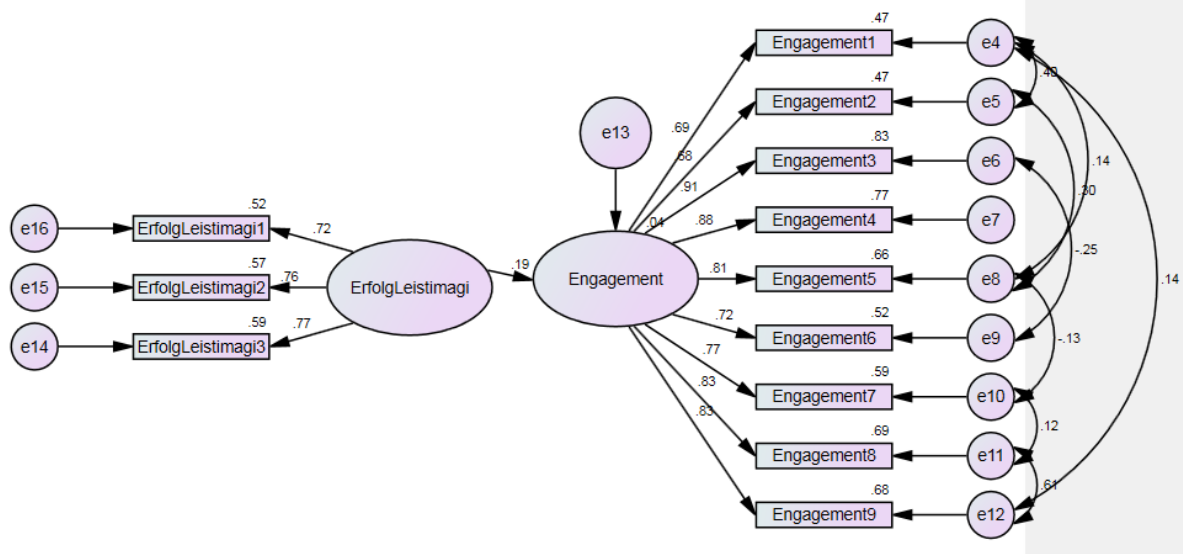 .47
Engagement1
e4
.40
.47
Engagement2
e5
e13
.69
.68
.83
Engagement3
e6
.14
.30
.91
.77
Engagement4
e7
.52
e16
ErfolgLeistimagi1
.72
.04
.88
-.25
.57
e15
ErfolgLeistimagi2
.76
ErfolgLeistimagi
.19
Engagement
.81
.66
Engagement5
e8
.14
.59
e14
ErfolgLeistimagi3
.77
.72
.52
Engagement6
e9
-.13
.77
.59
Engagement7
e10
.83
.12
.83
.69
Engagement8
e11
.61
.68
Engagement9
e12